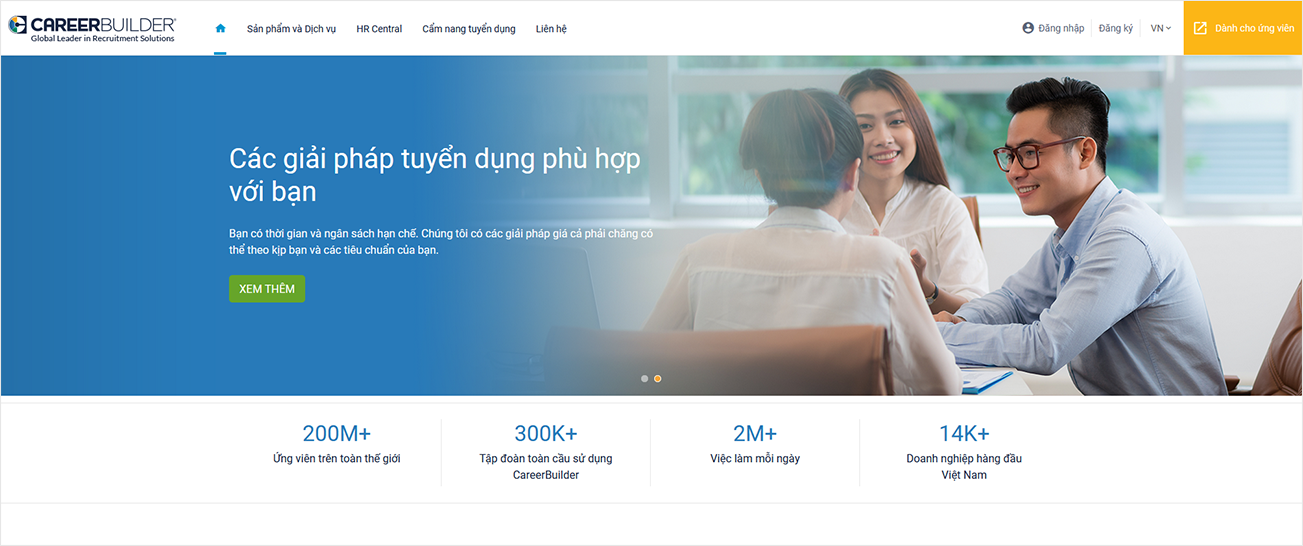 CAREERBUILDER®
Global Leader in Recruitment Solutions
Sản phẩm và Dịch vụ
HR Central
Cẩm nang tuyển dụng
Liên hệ
Đăng nhập
Đăng ký
VN
Dành cho ứng viên
Các giải pháp tuyển dụng phù hợp
với bạn
Bạn có thời gian và ngân sách hạn chế. Chúng tôi có các giải pháp giá cả phải chăng có
thể theo kịp bạn và các tiêu chuẩn của bạn.
XEM THÊM
200M+
Ứng viên trên toàn thế giới
300K+
Tập đoàn toàn cầu sử dụng
CareerBuilder
2M+
Việc làm mỗi ngày
14K+
Doanh nghiệp hàng đầu
Việt Nam